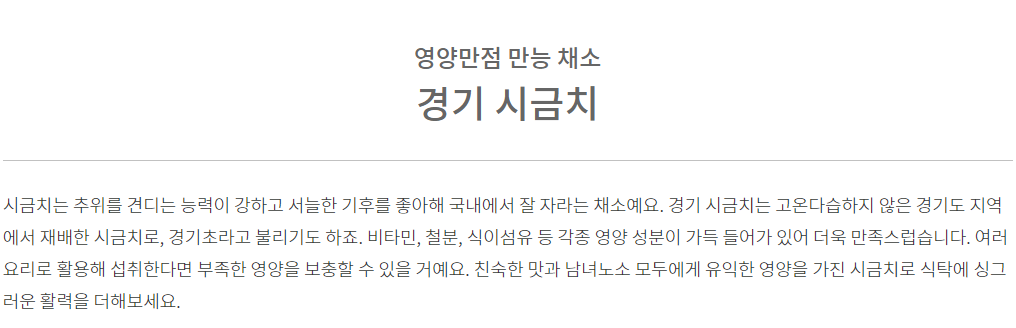 영양만점 만능 채소
경기 시금치
시금치는 추위를 견디는 능력이 강하고 서늘한 기후를 좋아해 국내에서 잘 자라는 채소예요. 경기 시금치는 고온다습하지 않은 경기도 지역
에서 재배한 시금치로, 경기초라고 불리기도 하죠. 비타민, 철분, 식이섬유 등 각종 영양 성분이 가득 들어가 있어 더욱 만족스럽습니다. 여러
요리로 활용해 섭취한다면 부족한 영양을 보충할 수 있을 거예요. 친숙한 맛과 남녀노소 모두에게 유익한 영양을 가진 시금치로 식탁에 싱그
러운 활력을 더해보세요.